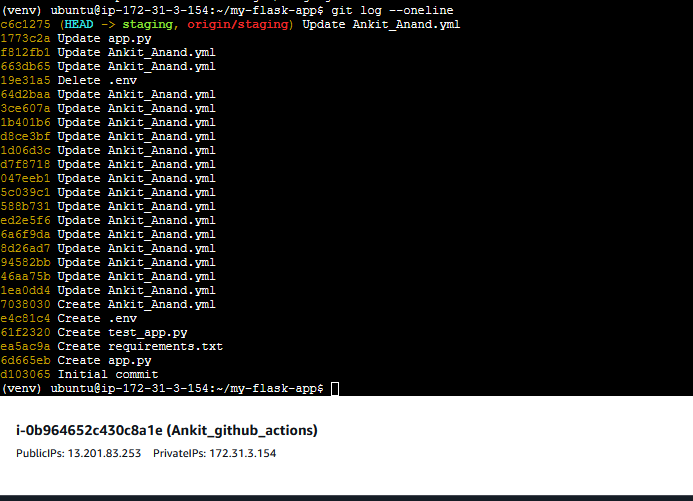 (venv) ubuntu@ip-172-31-3-154:~/my-flask-app$ git log --oneline
c6c1275 (HEAD -> staging, origin/staging) Update Ankit_Anand.yml
1773c2a Update app.py
f812fb1 Update Ankit_Anand.yml
663db65 Update Ankit_Anand.yml
19e31a5 Delete .env
64d2baa Update Ankit_Anand.yml
3ce607a Update Ankit_Anand.yml
1b401b6 Update Ankit_Anand.yml
d8ce3bf Update Ankit_Anand.yml
1d06d3c Update Ankit_Anand.yml
d7f8718 Update Ankit_Anand.yml
047eeb1 Update Ankit_Anand.yml
5c039c1 Update Ankit_Anand.yml
588b731 Update Ankit_Anand.yml
ed2e5f6 Update Ankit_Anand.yml
6a6f9da Update Ankit_Anand.yml
8d26ad7 Update Ankit_Anand.yml
94582bb Update Ankit_Anand.yml
46aa75b Update Ankit_Anand.yml
1ea0dd4 Update Ankit_Anand.yml
7038030 Create Ankit_Anand.yml
e4c81c4 Create .env
61f2320 Create test_app.py
ea5ac9a Create requirements.txt
6d665eb Create app.py
d103065 Initial commit
(venv) ubuntu@ip-172-31-3-154:~/my-flask-app$
i-0b964652c430c8a1e (Ankit_github_actions)
PublicIPs: 13.201.83.253 PrivateIPs: 172.31.3.154